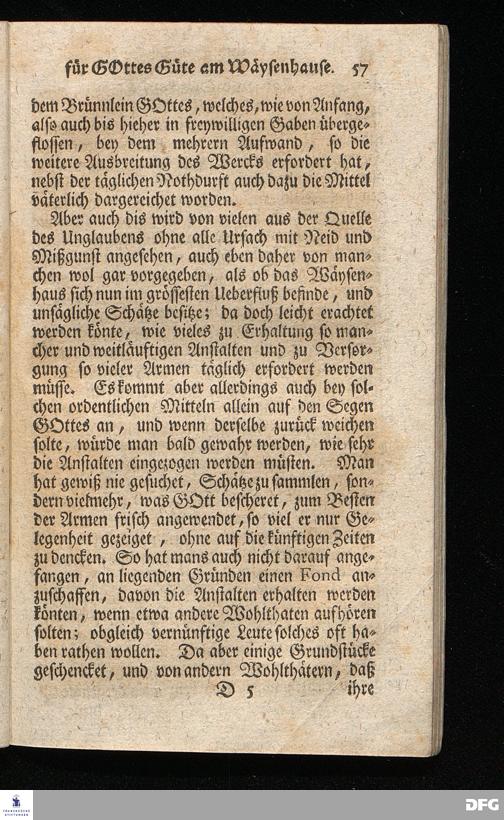 für GOttes Güte am Wäysenhause. 57
dem Brünnlein GOttes, welches, wie von Anfang,
also auch bis hieher in freywilligen Gaben überge-
flossen, bey dem mehrern Aufwand, so die
weitere Ausbreitung des Wercks erfordert hat,
nebst der täglichen Nothdurft auch dazu die Mittel
väterlich dargereichet worden.
Aber auch dis wird von vielen aus der Quelle
des Unglaubens ohne alle Ursach mit Neid und
Mißgunst angesehen, auch eben daher von man-
chen wol gar vorgegeben, als ob das Wäysen-
haus sich nun im grössesten Ueberfluß befinde, und
unsägliche Schätze besitze; da doch leicht erachtet
werden könte, wie vieles zu Erhaltung so man-
cher und weitläuftigen Anstalten und zu Versor-
gung so vieler Armen täglich erfordert werden
müsse. Es kommt aber allerdings auch bey sol-
chen ordentlichen Mitteln allein auf den Segen
GOttes an, und wenn derselbe zurück weichen
solte, würde man bald gewahr werden, wie sehr
die Anstalten eingezogen werden müsten. Man
hat gewiß nie gesuchet, Schätze zu sammlen, son-
dern vielmehr, was GOtt bescheret, zum Besten
der Armen frisch angewendet, so viel er nur Ge-
legenheit gezeiget, ohne auf die künftigen Zeiten
zu dencken. So hat mans auch nicht darauf ange-
fangen, an liegenden Gründen einen Fond an-
zuschaffen, davon die Anstalten erhalten werden
könten, wenn etwa andere Wohlthaten aufhören
solten; obgleich vernünftige Leute solches oft ha-
ben rathen wollen. Da aber einige Grundstücke
geschencket, und von andern Wohlthätern, daß
D 5 ihre
FRANCKESCHE
STIFTUNGEN
DFG